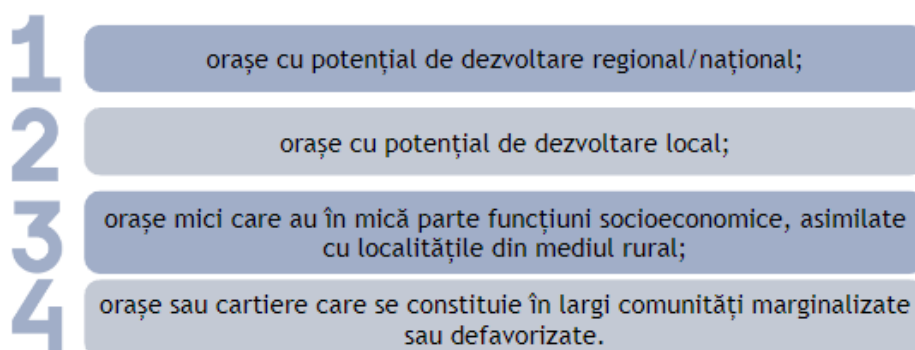 1
orașe cu potențial de dezvoltare regional/național;
2
orașe cu potențial de dezvoltare local;
3
orașe mici care au în mică parte funcțiuni socioeconomice, asimilate
cu localitățile din mediul rural;
4
orașe sau cartiere care se constituie în largi comunități marginalizate
sau defavorizate.